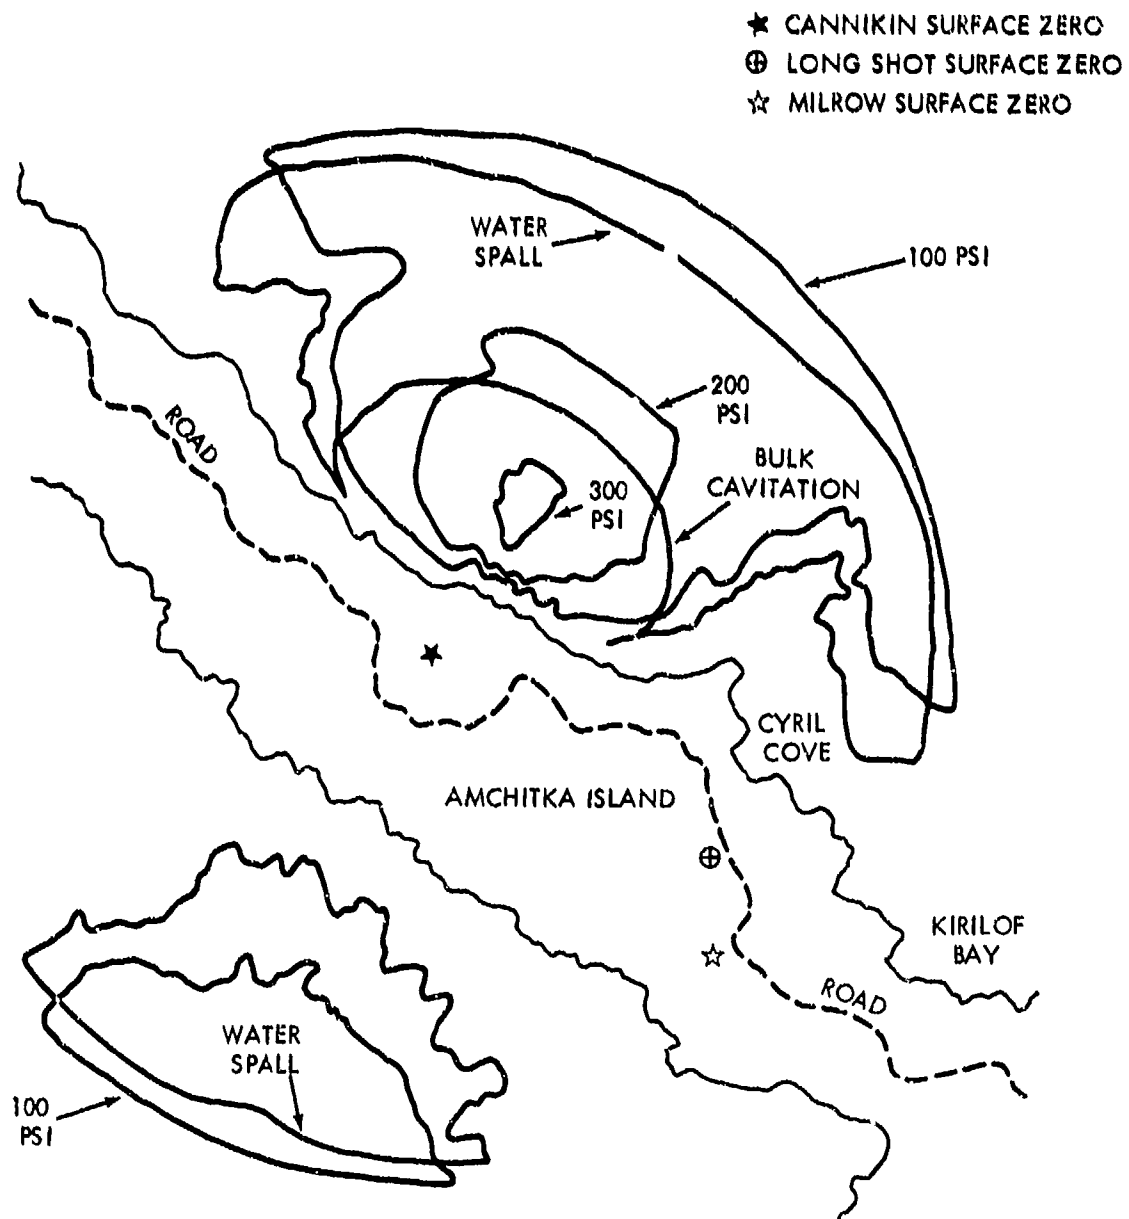 CANNIKIN SURFACE ZERO
LONG SHOT SURFACE ZERO
MILROW SURFACE ZERO
WATER
SPALL
100 PSI
200
PSI
ROAD
BULK
CAVITATION
300
PSI
CYRIL
COVE
AMCHITKA ISLAND
KIRILOF
BAY
ROAD
WATER
SPALL
100
PSI